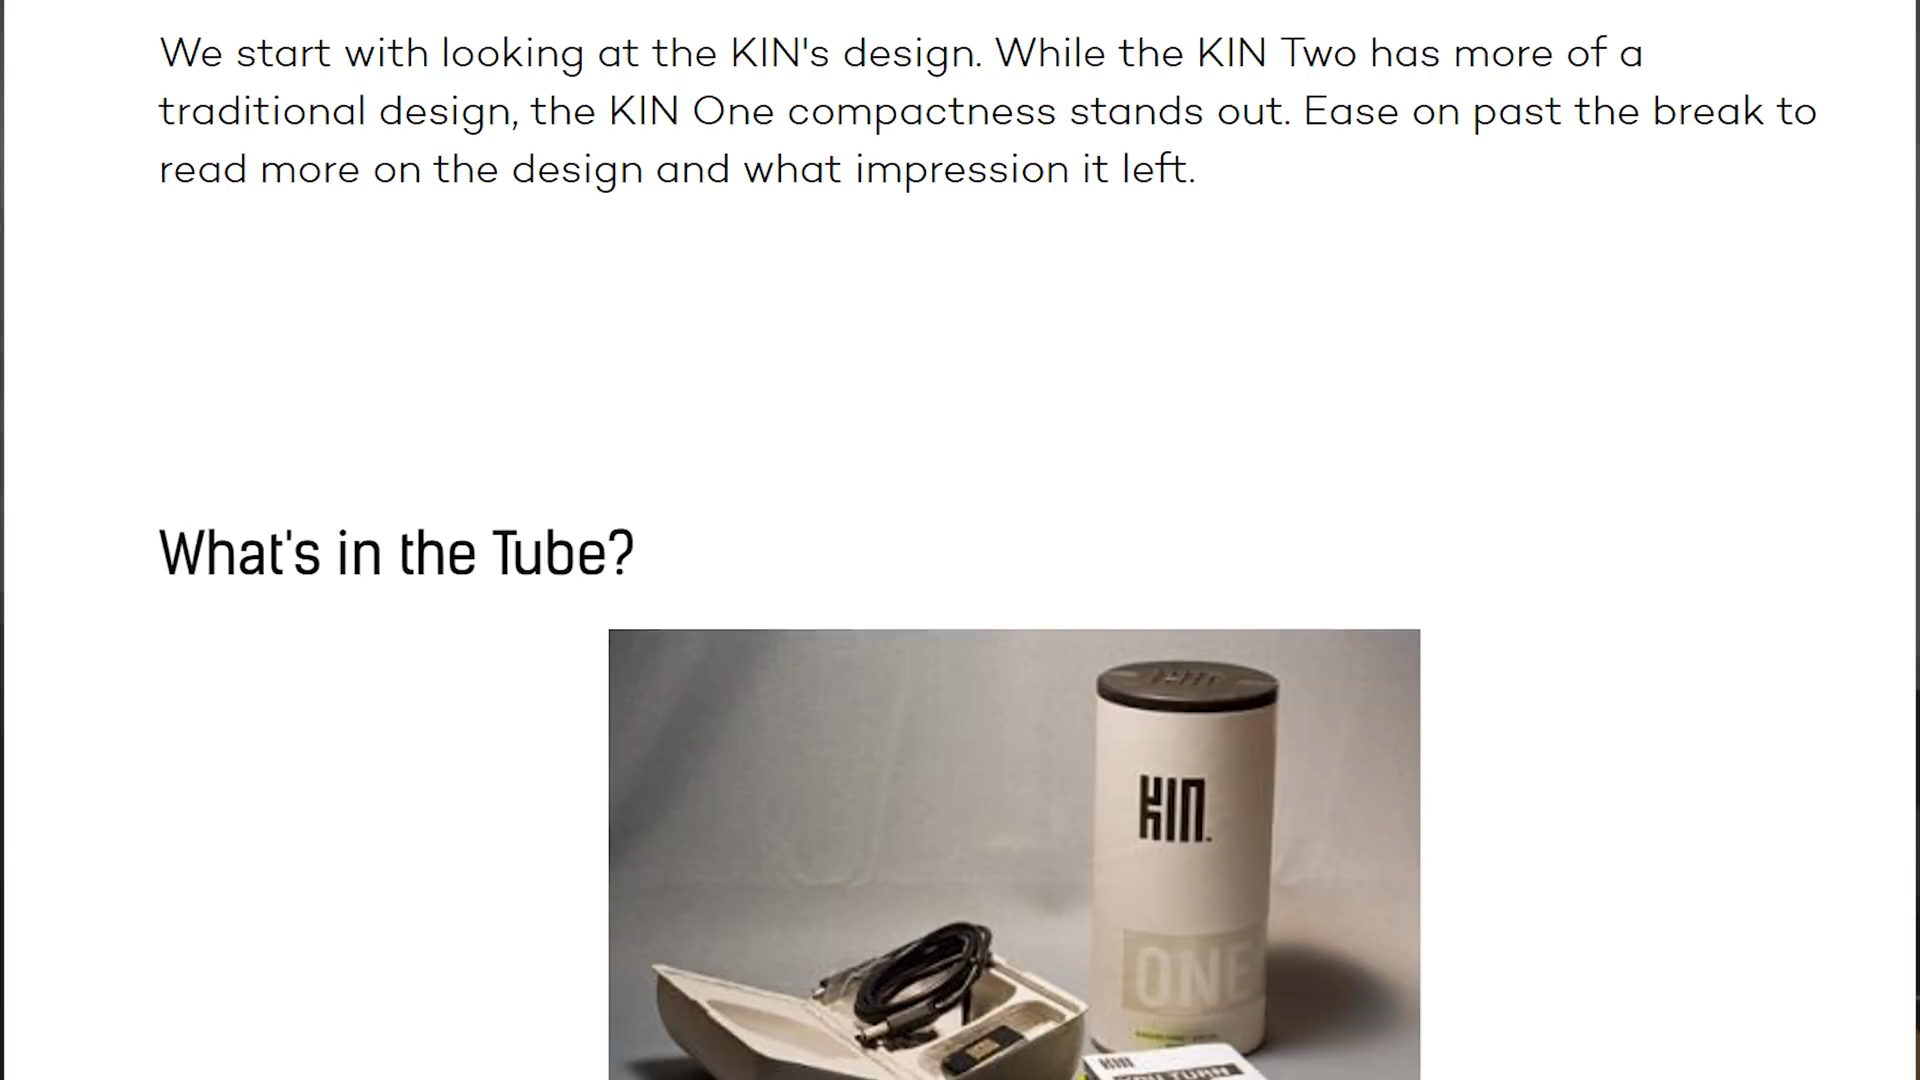 We start with looking at the KIN's design. While the KIN Two has more of a
traditional design, the KIN One compactness stands out. Ease on past the break to
read more on the design and what impression it left.
What's in the Tube?
KIN
ONE
KIN